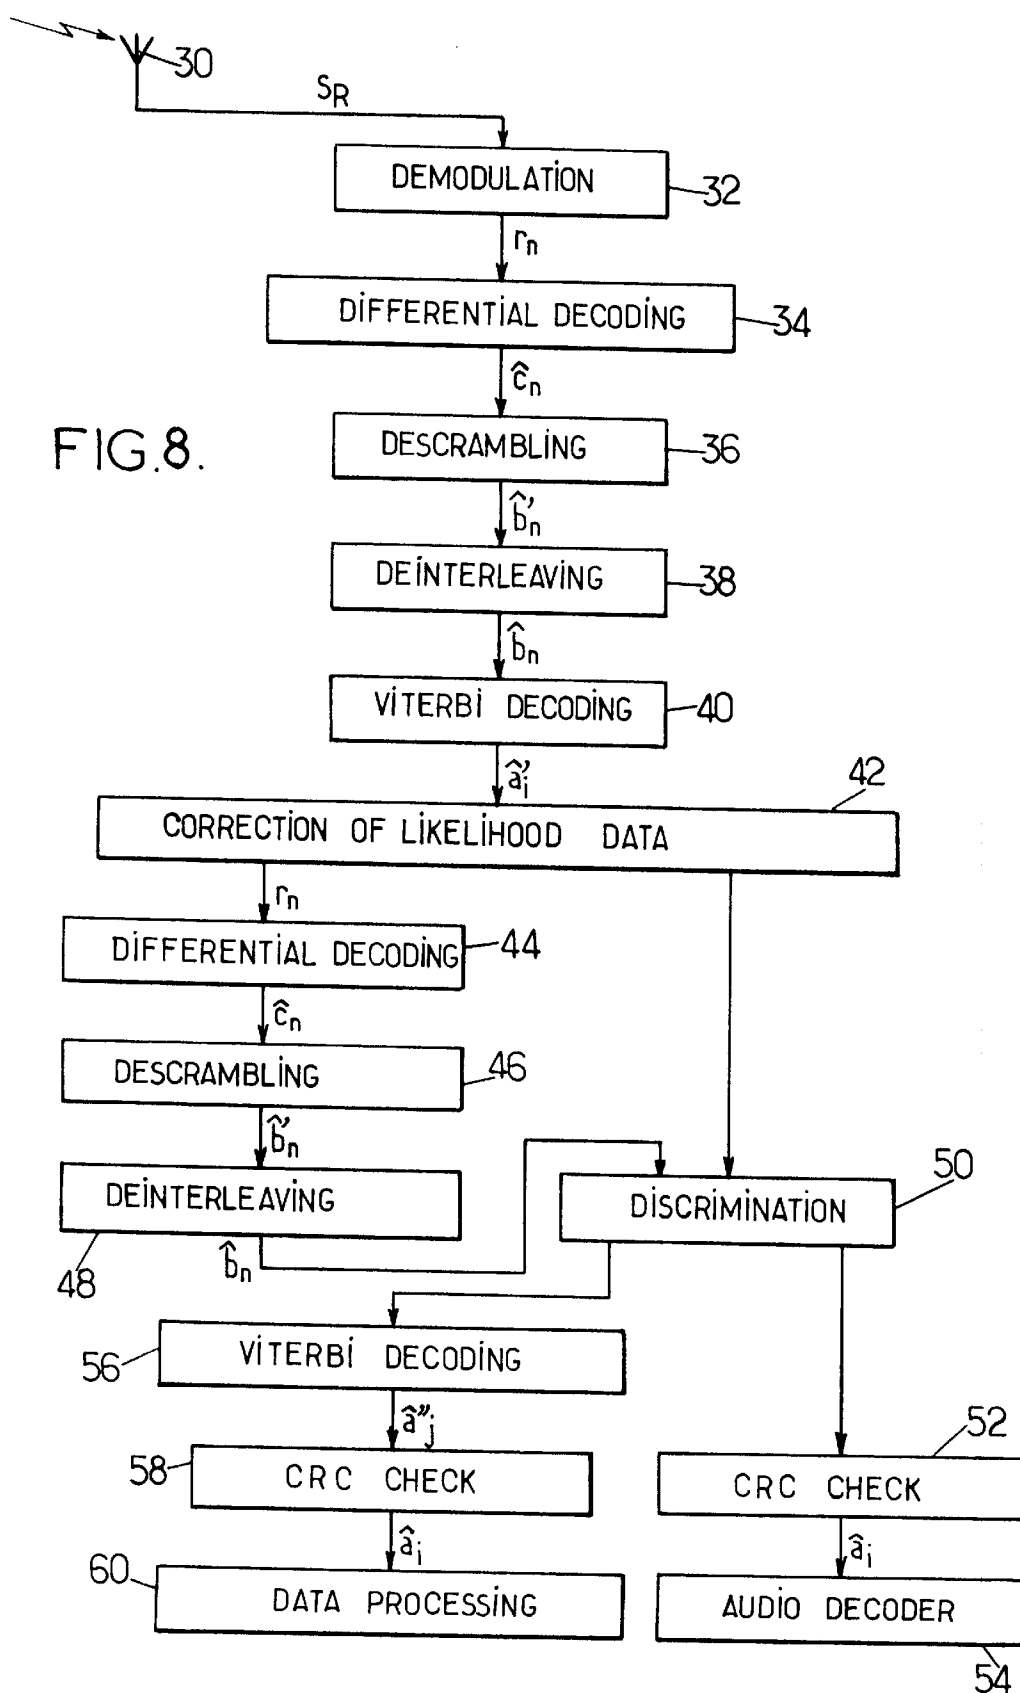 30
S_R
DEMODULATION
32
r_n
DIFFERENTIAL DECODING
34
ĉ_n
FIG.8.
DESCRAMBLING
36
b̂'_n
DEINTERLEAVING
38
b̂_n
VITERBI DECODING
40
â'_i
42
CORRECTION OF LIKELIHOOD DATA
r_n
DIFFERENTIAL DECODING
44
ĉ_n
DESCRAMBLING
46
b̂'_n
DEINTERLEAVING
50
DISCRIMINATION
48
b̂_n
56
VITERBI DECODING
â"_j
52
58
CRC CHECK
CRC CHECK
â_i
â_i
60
DATA PROCESSING
AUDIO DECODER
54